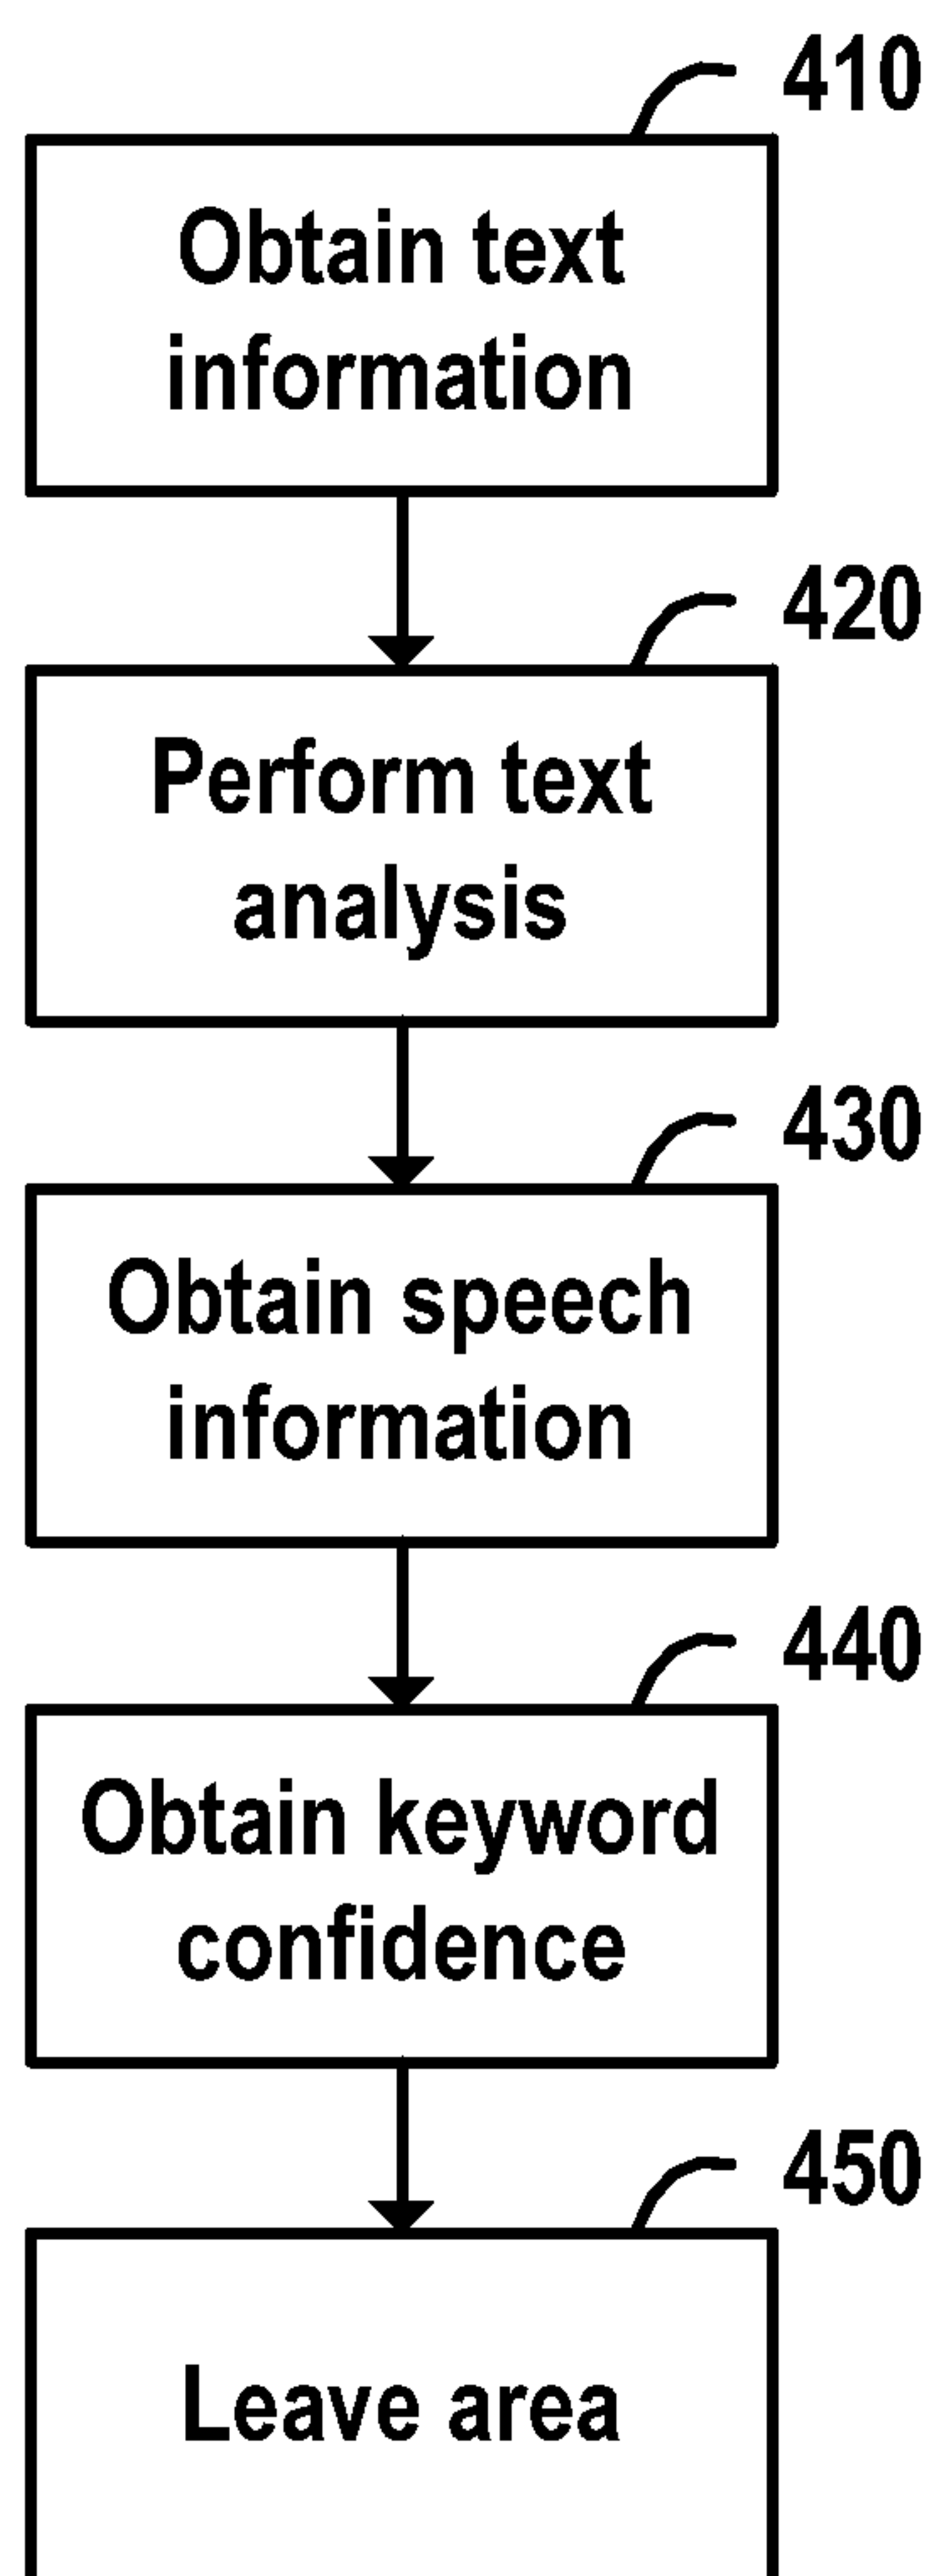 410
Obtain text
information
420
Perform text
analysis
430
Obtain speech
information
440
Obtain keyword
confidence
450
Leave area